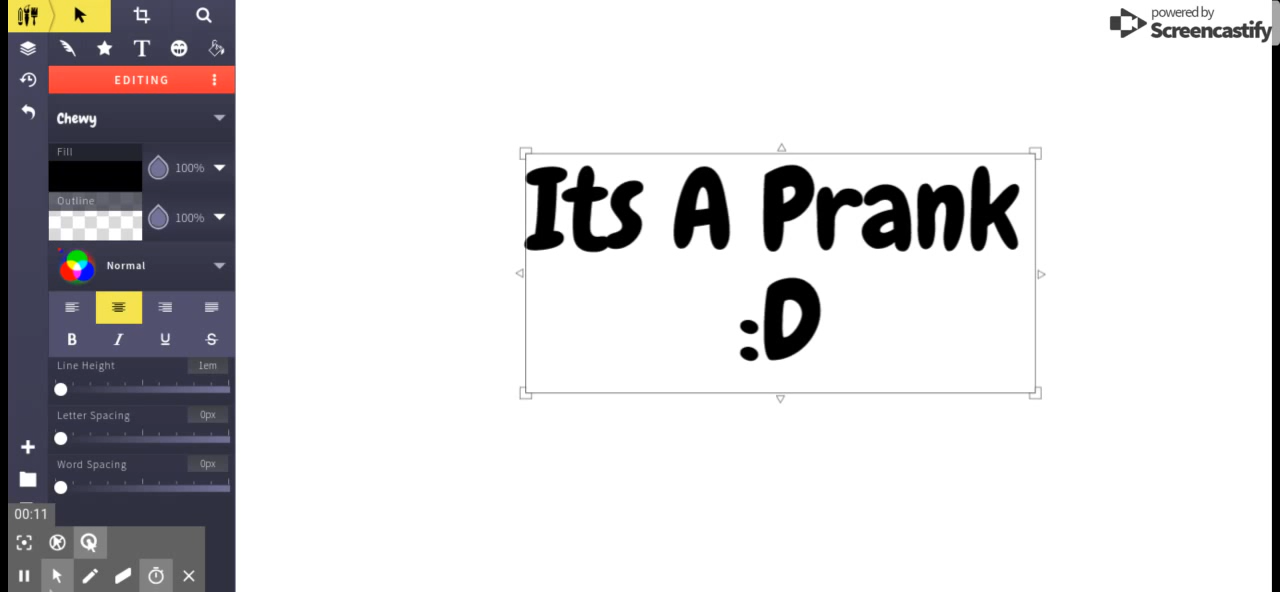 powered by
Screencastify
EDITING
Chewy
Fill
100%
Outline
100%
Normal
B I U S
Line Height 1em
Letter Spacing 0px
Word Spacing 0px
00:11
Its A Prank
:D